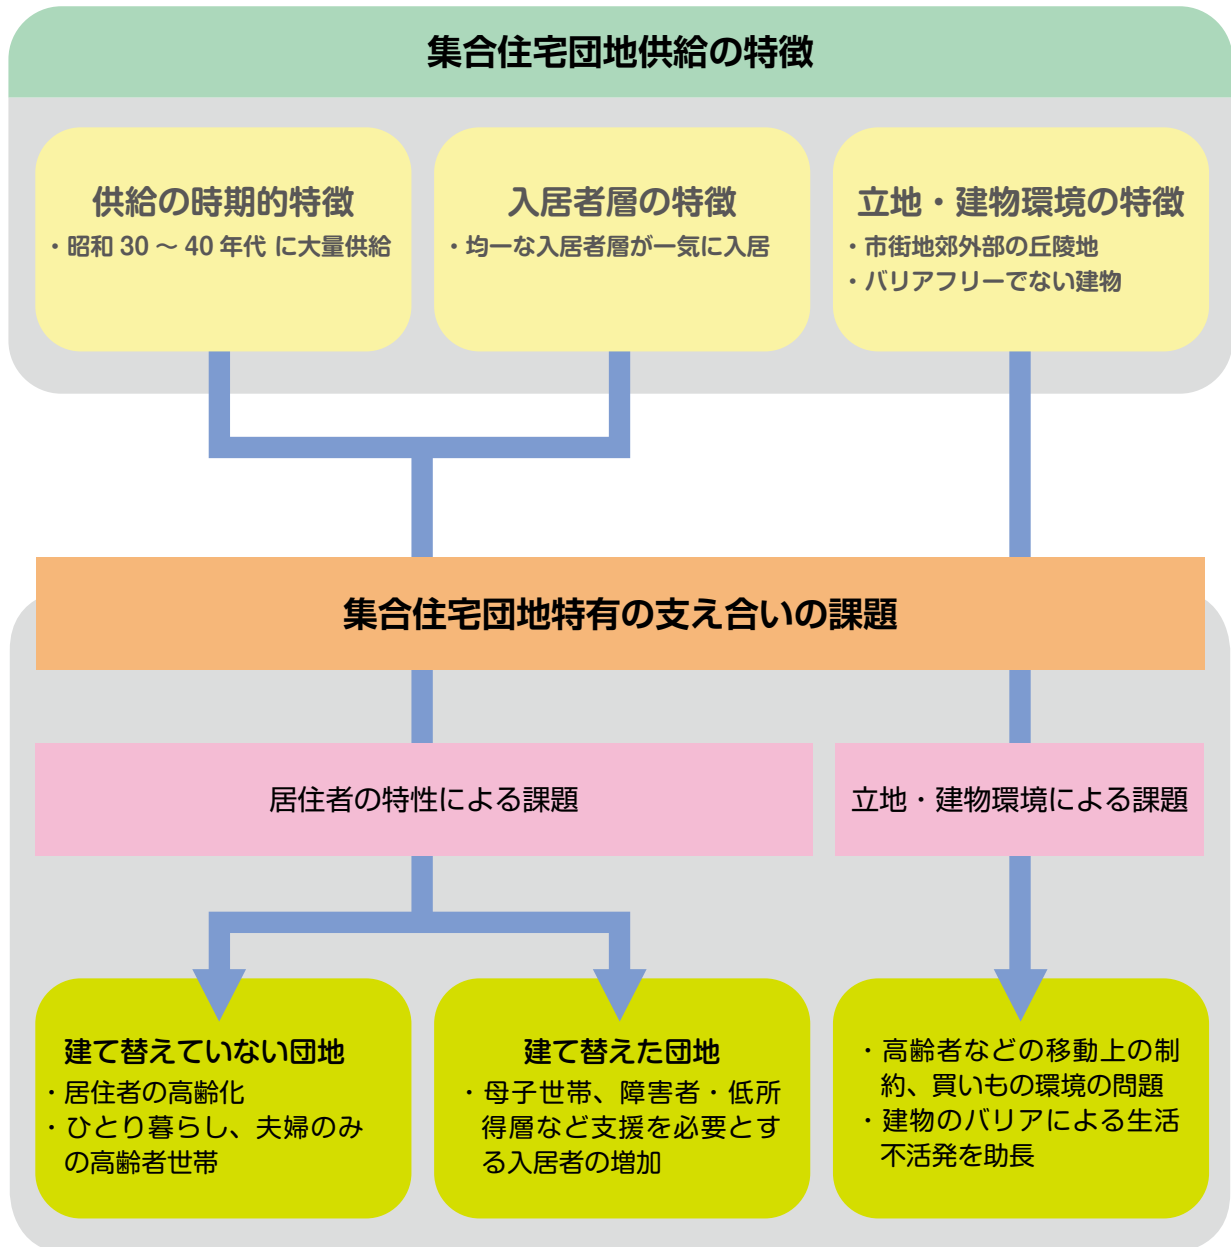 集合住宅団地供給の特徴
供給の時期的特徴
・昭和 30 ～ 40 年代 に大量供給
入居者層の特徴
・均一な入居者層が一気に入居
立地・建物環境の特徴
・市街地郊外部の丘陵地
・バリアフリーでない建物
集合住宅団地特有の支え合いの課題
居住者の特性による課題
立地・建物環境による課題
建て替えていない団地
・居住者の高齢化
・ひとり暮らし、夫婦のみ
の高齢者世帯
建て替えた団地
・母子世帯、障害者・低所
得層など支援を必要とす
る入居者の増加
・高齢者などの移動上の制
約、買いもの環境の問題
・建物のバリアによる生活
不活発を助長